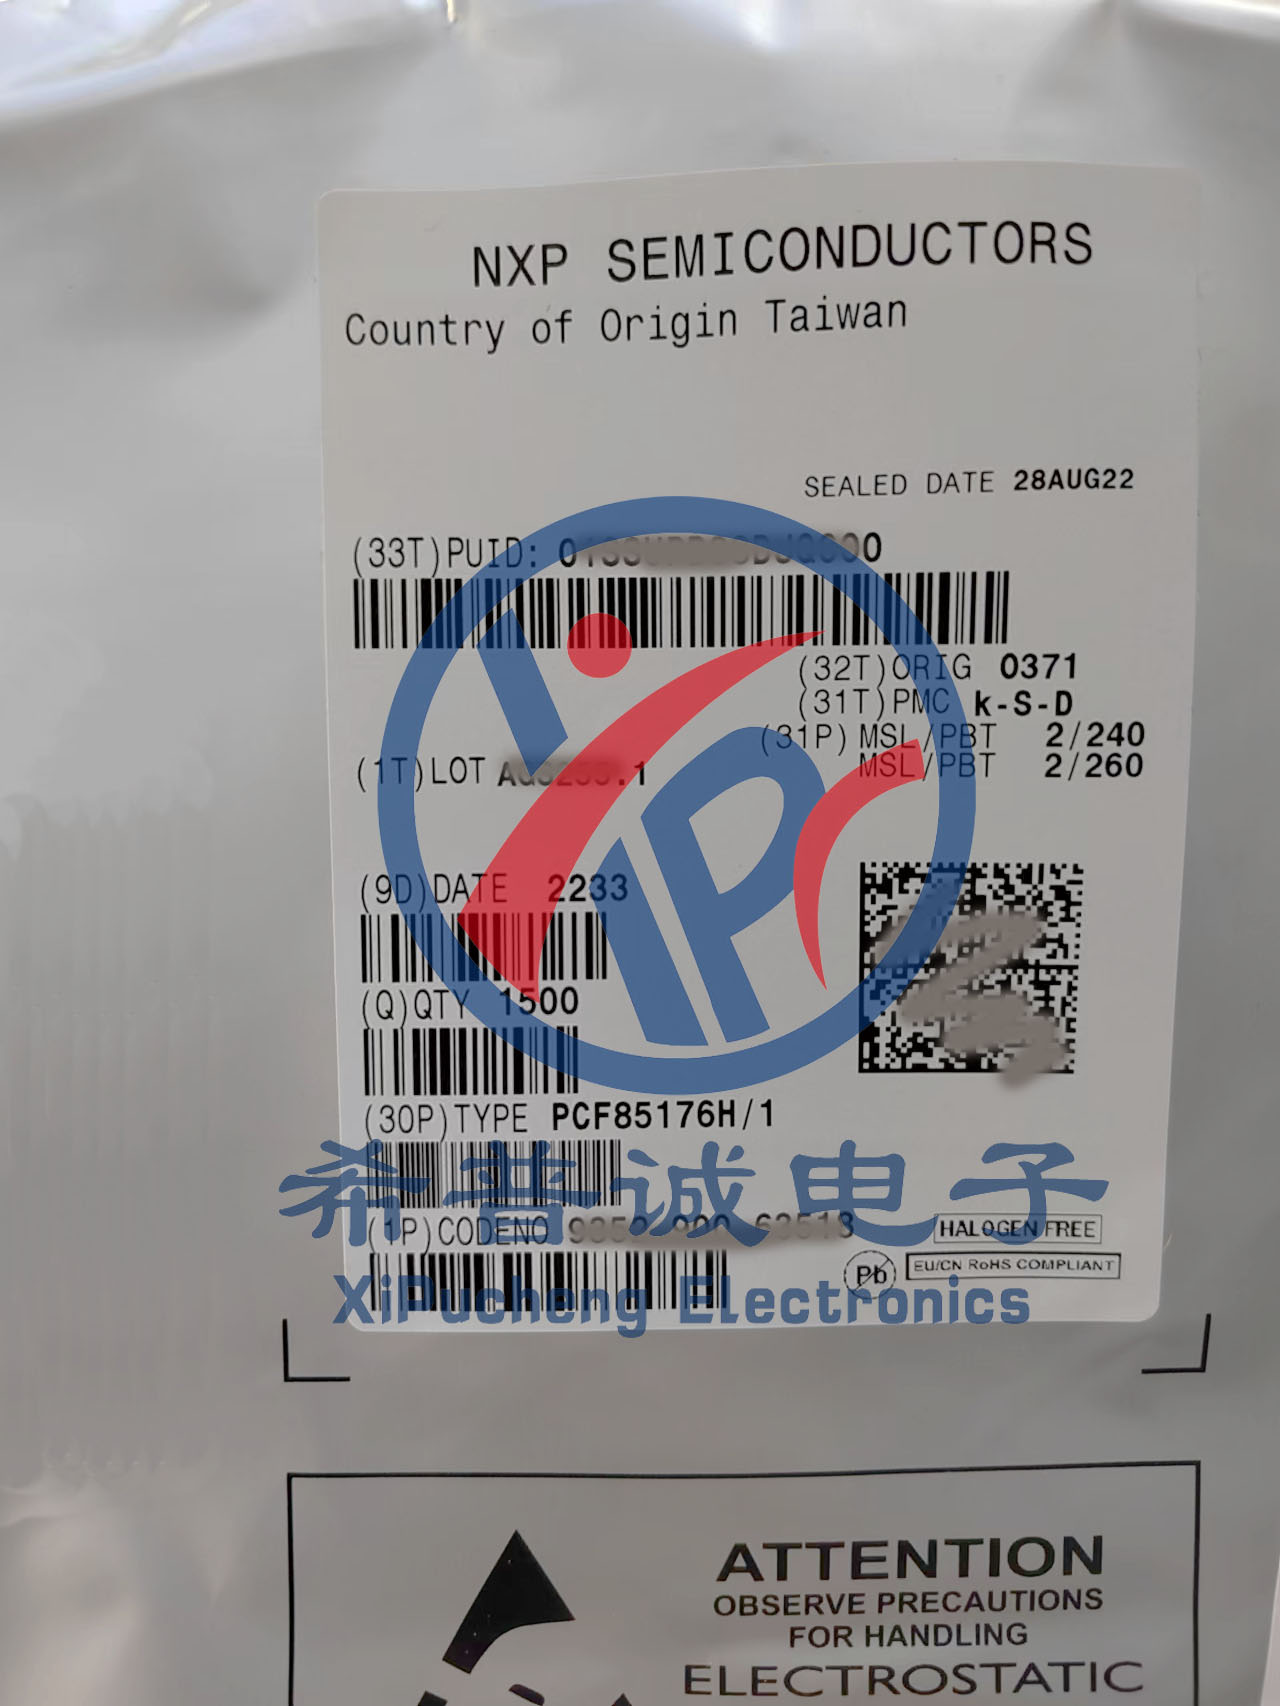 NXP SEMICONDUCTORS
Country of Origin Taiwan
SEALED DATE 28AUG22
(33T)PUID:
(32T)ORIG 0371
(31T)PMC k-S-D
(31P) MSL/PBT 2/240
MSL/PBT 2/260
(1T)LOT
(9D)DATE 2233
(Q)QTY 1500
(30P)TYPE PCF85176H/1
希普诚电子
(1P)CODENO
HALOGEN FREE
Pb
EU/CN RoHS COMPLIANT
XiPucheng Electronics
ATTENTION
OBSERVE PRECAUTIONS
FOR HANDLING
ELECTROSTATIC